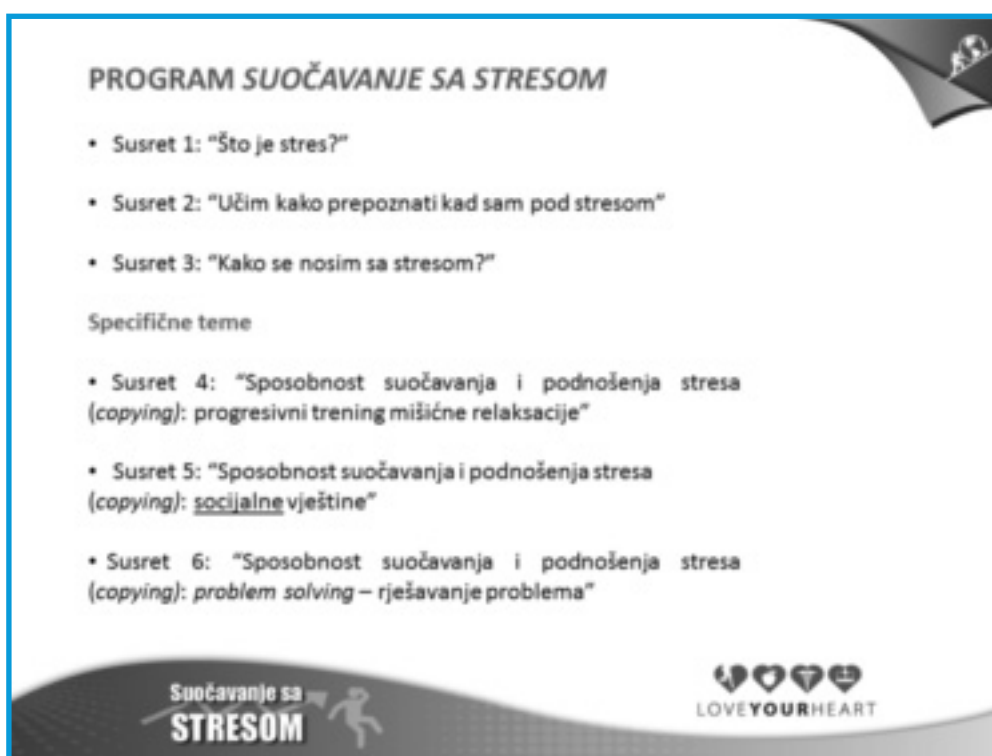 PROGRAM SUOČAVANJE SA STRESOM
• Susret 1: “Što je stres?”
• Susret 2: “Učim kako prepoznati kad sam pod stresom”
• Susret 3: “Kako se nosim sa stresom?”
Specifične teme
• Susret 4: “Sposobnost suočavanja i podnošenja stresa
(copying): progresivni trening mišićne relaksacije”
• Susret 5: “Sposobnost suočavanja i podnošenja stresa
(copying): socijalne vještine”
• Susret 6: “Sposobnost suočavanja i podnošenja stresa
(copying): problem solving – rješavanje problema”
Suočavanje sa
STRESOM
LOVEYOURHEART